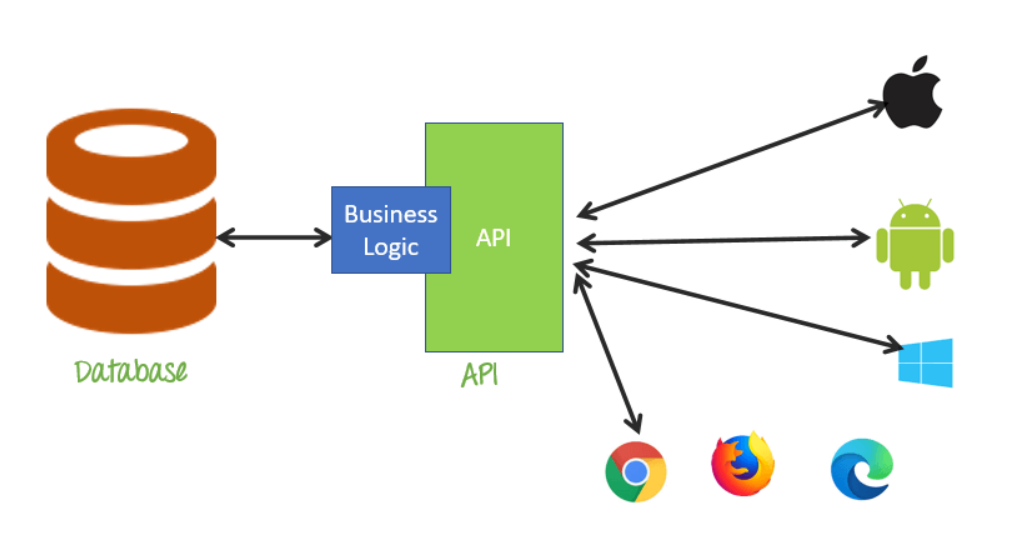 Business
Logic
API
Database
API